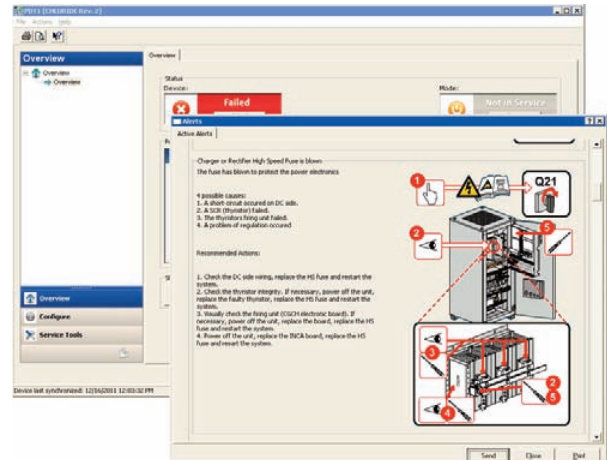 PDT1 (CHLORIDE Rev. 2)
File Actions Help
Overview
Overview
Overview
Overview
Status
Device:
Failed
Mode:
Not in Service
Alerts
Active Alerts
Charger or Rectifier High Speed Fuse is blown
The fuse has blown to protect the power electronics
4 possible causes:
1. A short-circuit occured on DC side.
2. A SCR (thyristor) failed.
3. The thyristors firing unit failed.
4. A problem of regulation occured
Recommended Actions:
1. Check the DC side wiring, replace the HS fuse and restart the
system.
2. Check the thyristor integrity. If necessary, power off the unit,
replace the faulty thyristor, replace the HS fuse and restart the
system.
3. Visually check the firing unit (CGCH electronic board). If
necessary, power off the unit, replace the board, replace the HS
fuse and restart the system.
4. Power off the unit, replace the INCA board, replace the HS
fuse and restart the system.
1
Q21
2
5
3
2
5
4
Overview
Configure
Service Tools
Device last synchronized: 12/16/2011 12:03:32 PM
Send
Close
Print